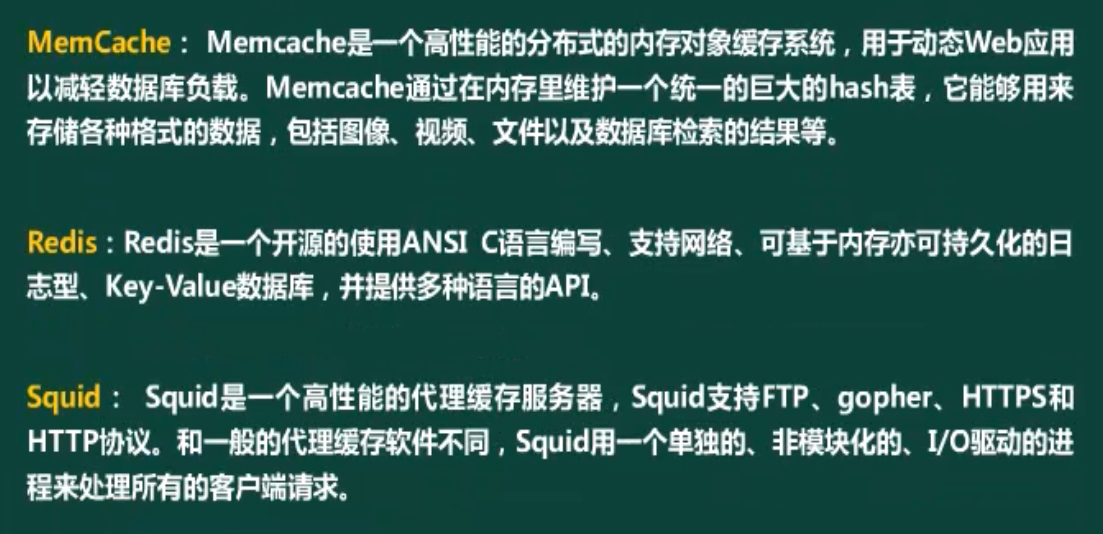 MemCache： Memcache是一个高性能的分布式的内存对象缓存系统，用于动态Web应用
以减轻数据库负载。Memcache通过在内存里维护一个统一的巨大的hash表，它能够用来
存储各种格式的数据，包括图像、视频、文件以及数据库检索的结果等。
Redis：Redis是一个开源的使用ANSI C语言编写、支持网络、可基于内存亦可持久化的日
志型、Key-Value数据库，并提供多种语言的API。
Squid： Squid是一个高性能的代理缓存服务器，Squid支持FTP、gopher、HTTPS和
HTTP协议。和一般的代理缓存软件不同，Squid用一个单独的、非模块化的、I/O驱动的进
程来处理所有的客户端请求。